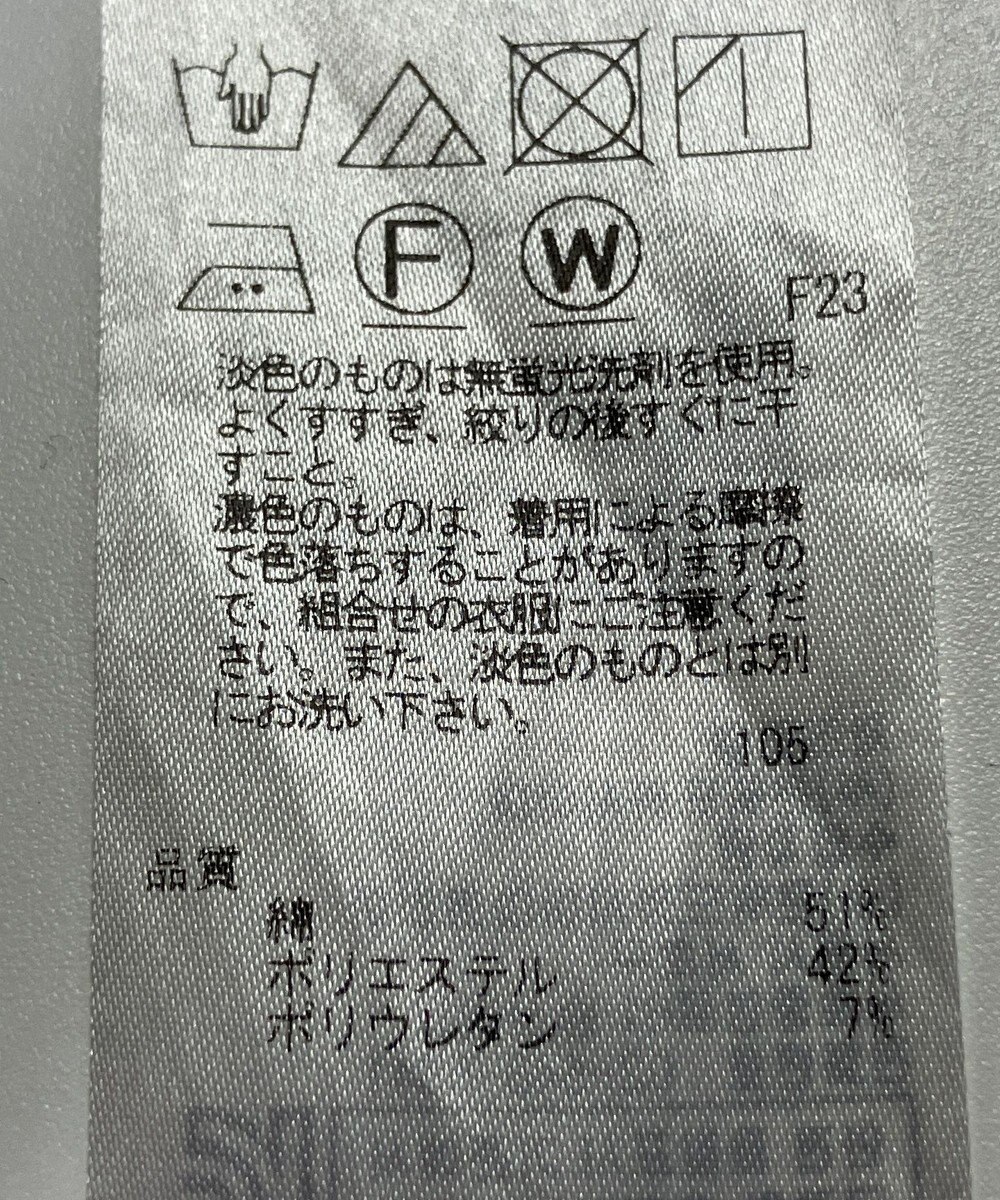 F W
F23
淡色のものは無蛍光洗剤を使用。
よくすすぎ、絞りの後すぐに干
すこと。
濃色のものは、着用による摩擦
で色落ちすることがありますの
で、組合せの衣服にご注意くだ
さい。また、淡色のものとは別
にお洗い下さい。
105
品質
綿 51%
ポリエステル 42%
ポリウレタン 7%